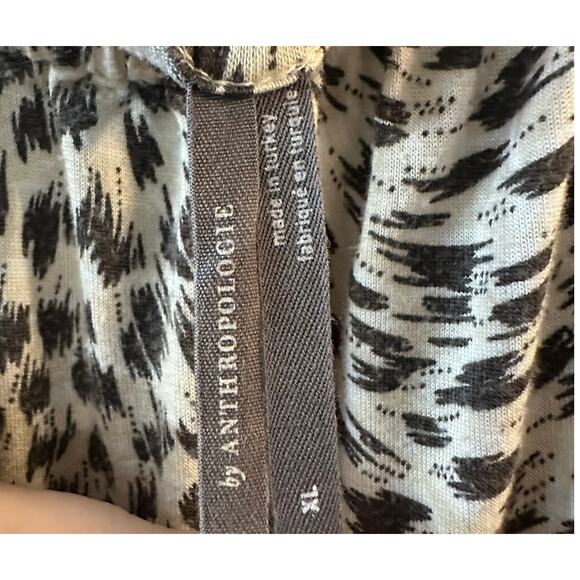 by ANTHROPOLOGIE
made in turkey
fabriqué en turquie
XL